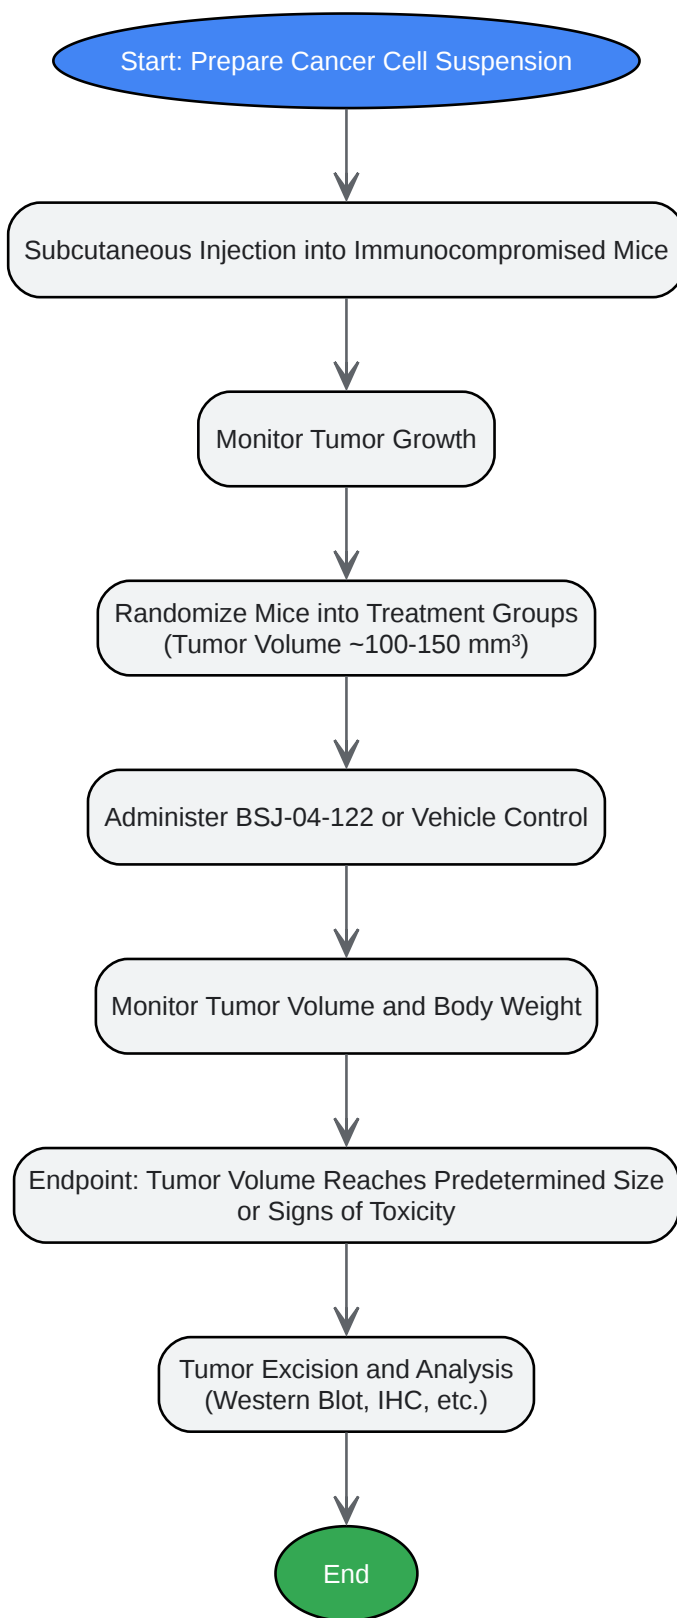 Start: Prepare Cancer Cell Suspension
Subcutaneous Injection into Immunocompromised Mice
Monitor Tumor Growth
Randomize Mice into Treatment Groups
(Tumor Volume ~100-150 mm³)
Administer BSJ-04-122 or Vehicle Control
Monitor Tumor Volume and Body Weight
Endpoint: Tumor Volume Reaches Predetermined Size
or Signs of Toxicity
Tumor Excision and Analysis
(Western Blot, IHC, etc.)
End